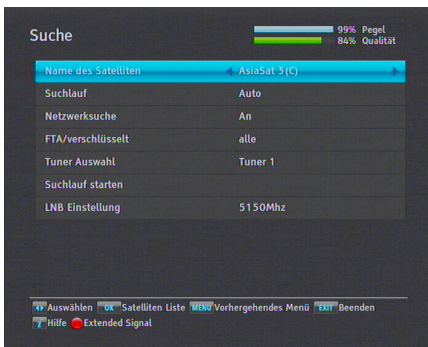 Suche
99% Pegel
84% Qualität
Name des Satelliten AsiaSat 3 (C)
Suchlauf Auto
Netzwerksuche An
FTA/verschlüsselt alle
Tuner Auswahl Tuner 1
Suchlauf starten
LNB Einstellung 5150Mhz
Auswählen OK Satelliten Liste MENU Vorhergehendes Menü EXIT Beenden
? Hilfe Extended Signal